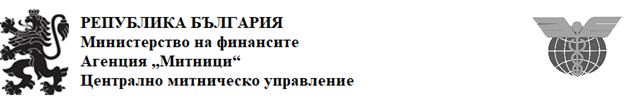 РЕПУБЛИКА БЪЛГАРИЯ
Министерство на финансите
Агенция „Митници“
Централно митническо управление